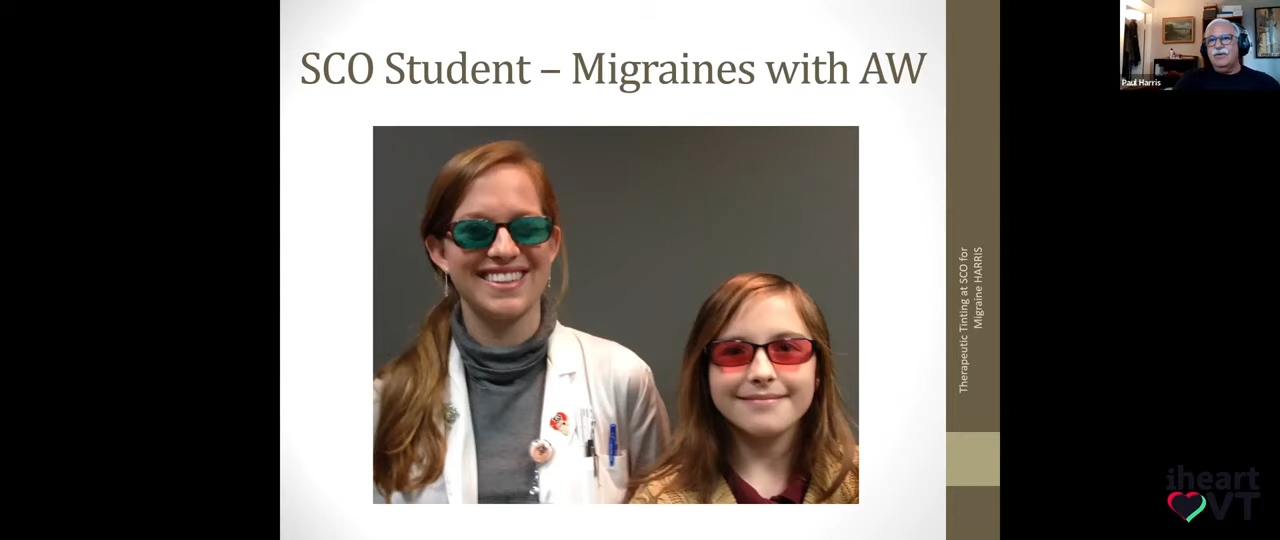 SCO Student – Migraines with AW
Paul Harris
Therapeutic Tinting at SCO for
Migraine HARRIS
iheart
VT